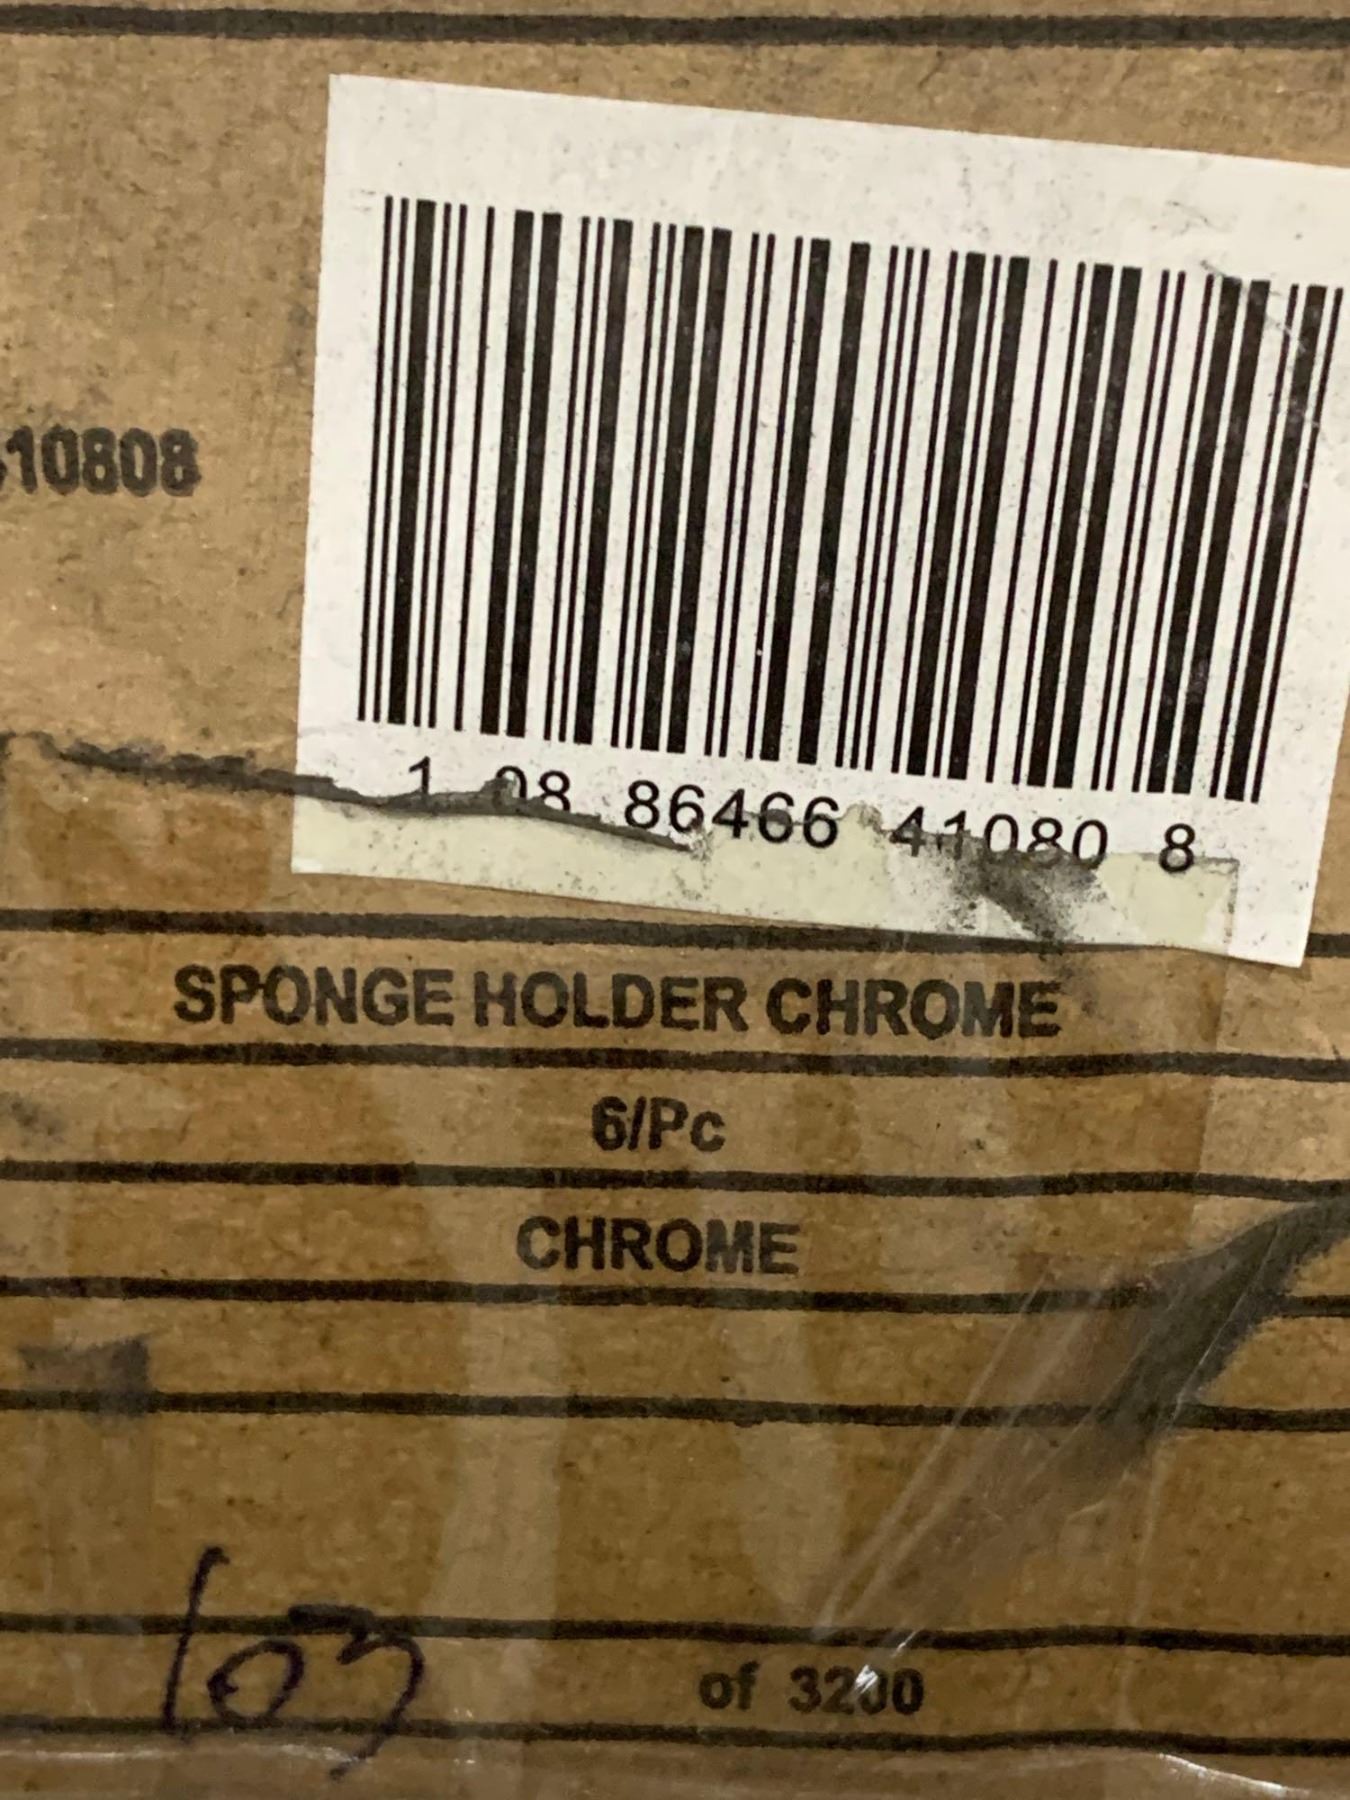 10808
1 08 86466 41080 8
SPONGE HOLDER CHROME
6/Pc
CHROME
103 of 3200